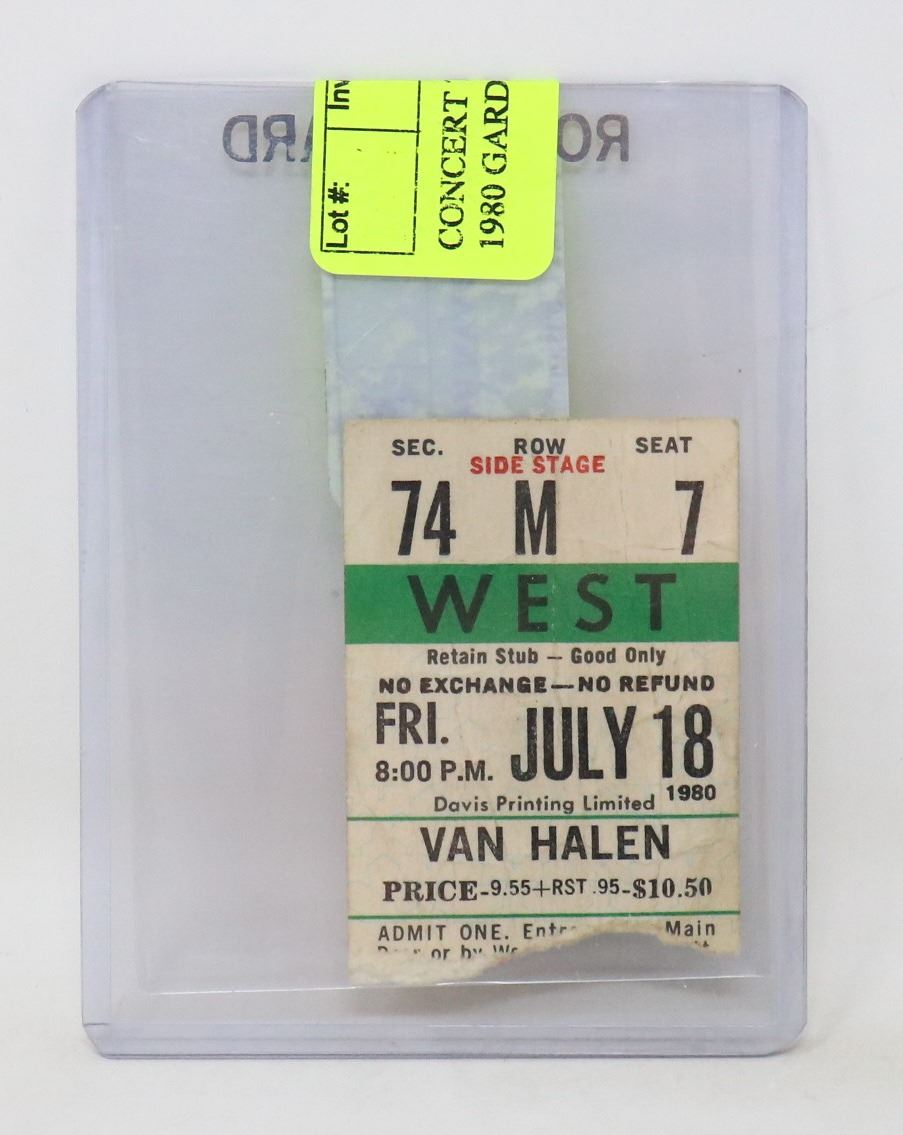 Lot #:
Inv
CONCERT
1980 GARD
SEC. ROW SEAT
SIDE STAGE
74 M 7
WEST
Retain Stub — Good Only
NO EXCHANGE—NO REFUND
FRI. JULY 18
8:00 P.M.
Davis Printing Limited 1980
VAN HALEN
PRICE-9.55+RST .95-$10.50
ADMIT ONE. Main
or by